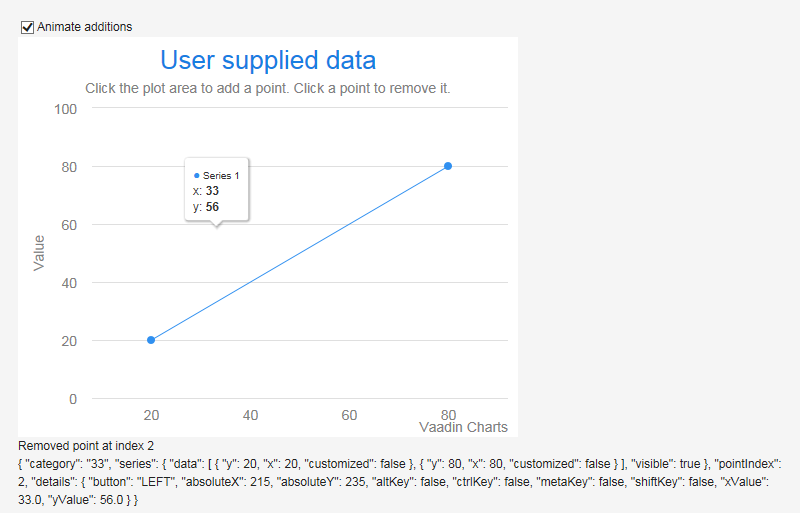 Animate additions
User supplied data
Click the plot area to add a point. Click a point to remove it.
100
80
60
40
20
0
Value
● Series 1
x: 33
y: 56
20 40 60 80
Vaadin Charts
Removed point at index 2
{ "category": "33", "series": { "data": [ { "y": 20, "x": 20, "customized": false }, { "y": 80, "x": 80, "customized": false } ], "visible": true }, "pointIndex":
2, "details": { "button": "LEFT", "absoluteX": 215, "absoluteY": 235, "altKey": false, "ctrlKey": false, "metaKey": false, "shiftKey": false, "xValue":
33.0, "yValue": 56.0 } }